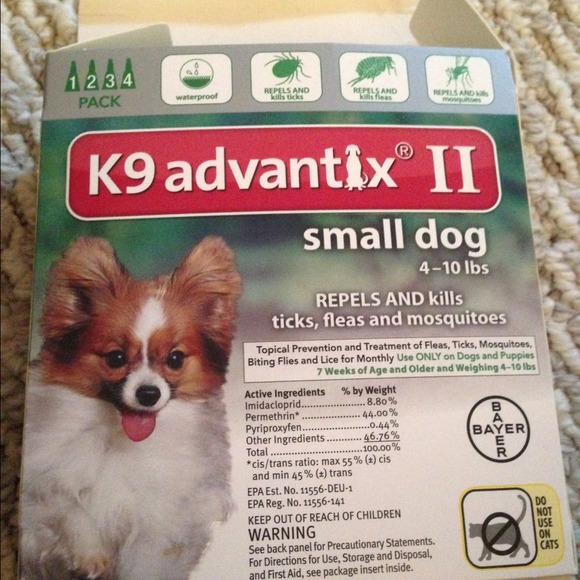 1 2 3 4
PACK
waterproof
REPELS AND
kills ticks
REPELS AND
kills fleas
REPELS AND kills
mosquitoes
K9 advantix® II
small dog
4-10 lbs
REPELS AND kills
ticks, fleas and mosquitoes
Topical Prevention and Treatment of Fleas, Ticks, Mosquitoes,
Biting Flies and Lice for Monthly Use ONLY on Dogs and Puppies
7 Weeks of Age and Older and Weighing 4-10 lbs
Active Ingredients % by Weight
Imidacloprid..................... 8.80%
Permethrin* .................... 44.00%
Pyriproxyfen......................0.44%
Other Ingredients ............. 46.76%
Total ...............................100.00%
*cis/trans ratio: max 55% (±) cis
and min 45% (±) trans
BAYER
BAYER
EPA Est. No. 11556-DEU-1
EPA Reg. No. 11556-141
KEEP OUT OF REACH OF CHILDREN
WARNING
See back panel for Precautionary Statements.
For Directions for Use, Storage and Disposal,
and First Aid, see package insert inside.
DO
NOT
USE
ON
CATS